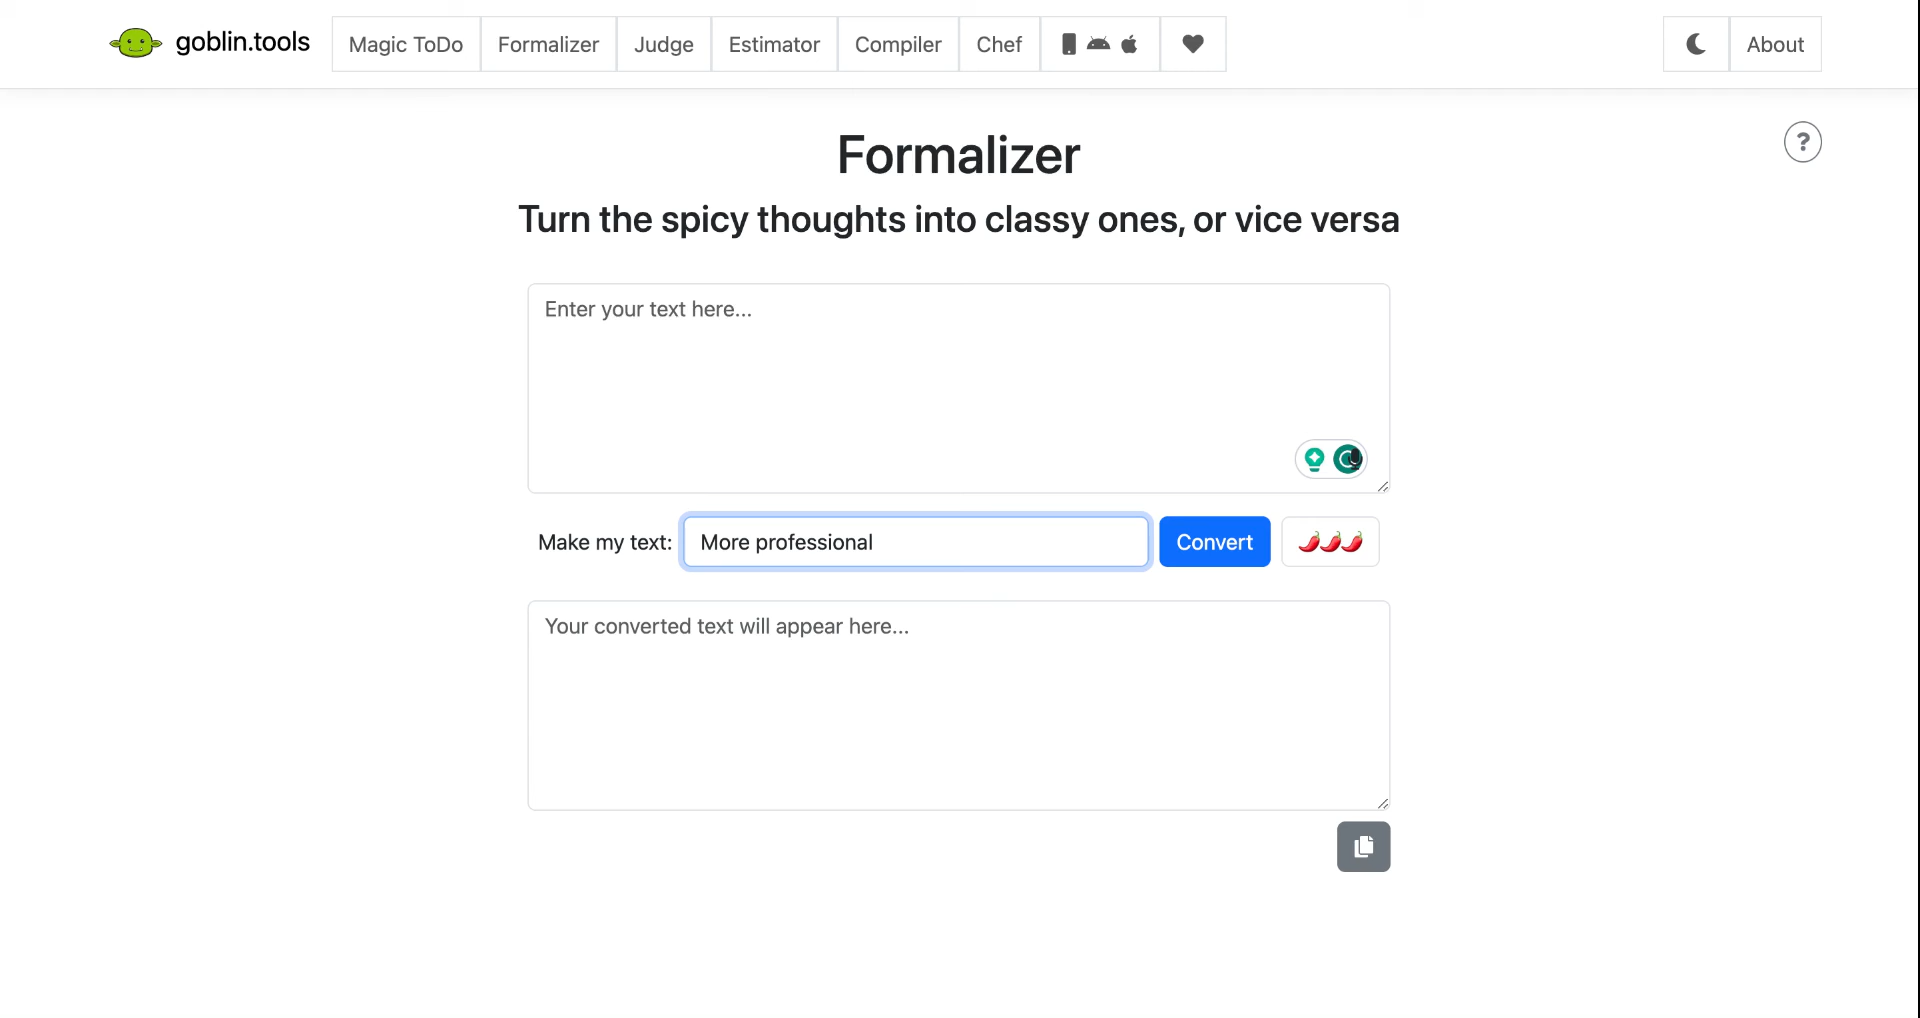 goblin.tools Magic ToDo Formalizer Judge Estimator Compiler Chef About
Formalizer
?
Turn the spicy thoughts into classy ones, or vice versa
Enter your text here...
Make my text: More professional Convert
Your converted text will appear here...